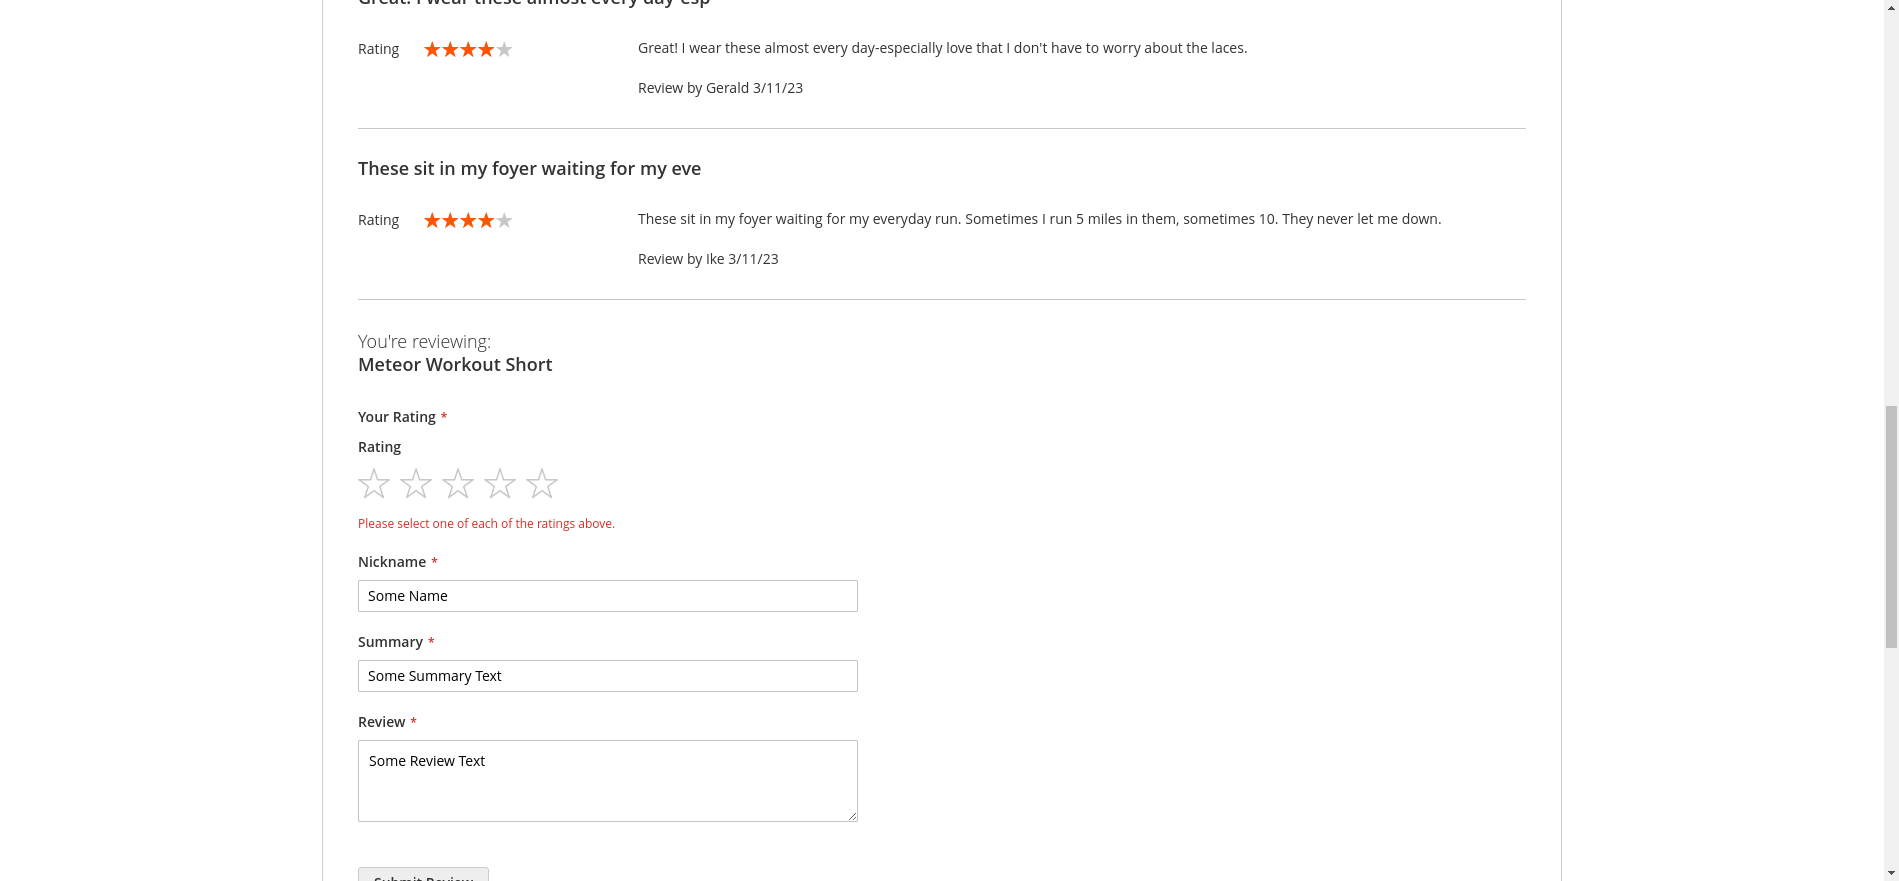 Great! I wear these almost every day-esp
Rating
Great! I wear these almost every day-especially love that I don't have to worry about the laces.
Review by Gerald 3/11/23
These sit in my foyer waiting for my eve
Rating
These sit in my foyer waiting for my everyday run. Sometimes I run 5 miles in them, sometimes 10. They never let me down.
Review by Ike 3/11/23
You're reviewing:
Meteor Workout Short
Your Rating *
Rating
Please select one of each of the ratings above.
Nickname *
Some Name
Summary *
Some Summary Text
Review *
Some Review Text
Submit Review